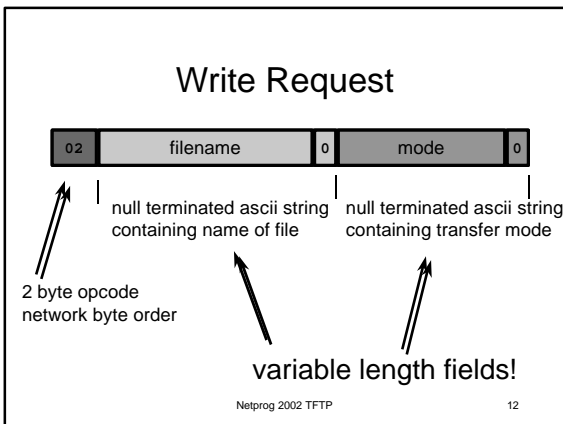 Write Request
02 filename 0 mode 0
null terminated ascii string
containing name of file
null terminated ascii string
containing transfer mode
2 byte opcode
network byte order
variable length fields!
Netprog 2002 TFTP 12